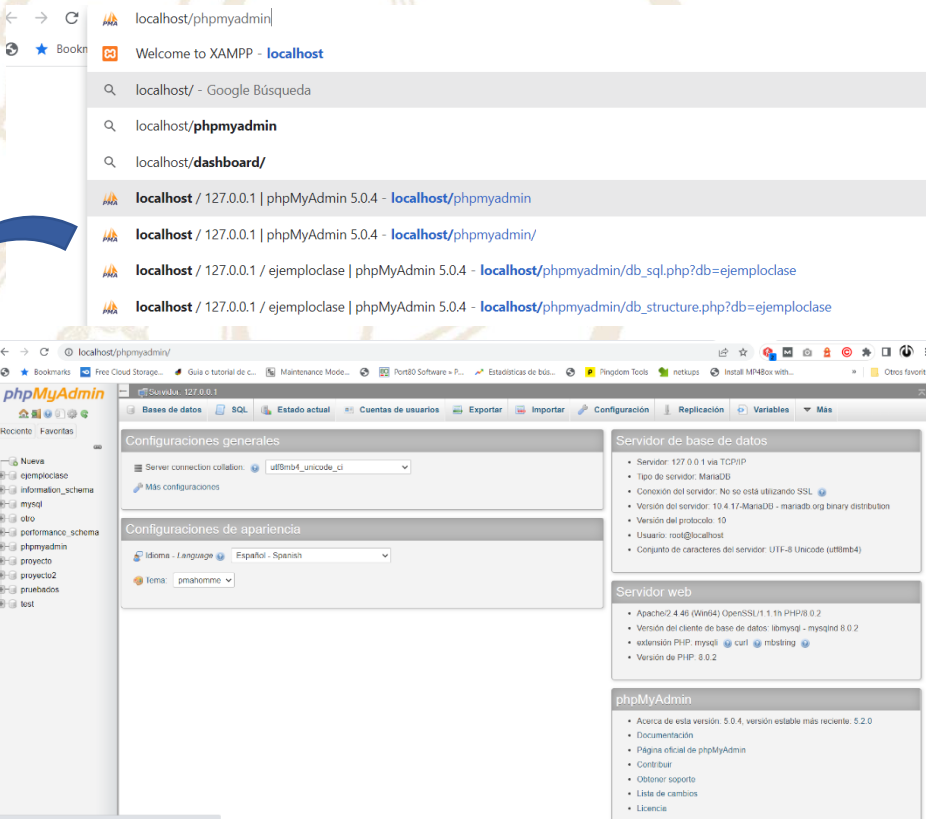 localhost/phpmyadmin
Bookm
Welcome to XAMPP - localhost
localhost/ - Google Búsqueda
localhost/phpmyadmin
localhost/dashboard/
localhost / 127.0.0.1 | phpMyAdmin 5.0.4 - localhost/phpmyadmin
localhost / 127.0.0.1 | phpMyAdmin 5.0.4 - localhost/phpmyadmin/
localhost / 127.0.0.1 / ejemploclase | phpMyAdmin 5.0.4 - localhost/phpmyadmin/db_sql.php?db=ejemploclase
localhost / 127.0.0.1 / ejemploclase | phpMyAdmin 5.0.4 - localhost/phpmyadmin/db_structure.php?db=ejemploclase
localhost/phpmyadmin/
Bookmarks Free Cloud Storage... Guia o tutorial de c... Maintenance Mode... Port80 Software » P... Estadísticas de bús... Pingdom Tools netkups Install MP4Box with... » Otros favorit
phpMyAdmin
Reciente Favoritas
Nueva
ejemploclase
information_schema
mysql
otro
performance_schema
phpmyadmin
proyecto
proyecto2
pruebados
test
Servidor: 127.0.0.1
Bases de datos SQL Estado actual Cuentas de usuarios Exportar Importar Configuración Replicación Variables Más
Configuraciones generales
Server connection collation: utf8mb4_unicode_ci
Más configuraciones
Configuraciones de apariencia
Idioma - Language Español - Spanish
Tema: pmahomme
Servidor de base de datos
• Servidor: 127.0.0.1 via TCP/IP
• Tipo de servidor: MariaDB
• Conexión del servidor: No se está utilizando SSL
• Versión del servidor: 10.4.17-MariaDB - mariadb.org binary distribution
• Versión del protocolo: 10
• Usuario: root@localhost
• Conjunto de caracteres del servidor: UTF-8 Unicode (utf8mb4)
Servidor web
• Apache/2.4.46 (Win64) OpenSSL/1.1.1h PHP/8.0.2
• Versión del cliente de base de datos: libmysql - mysqlnd 8.0.2
• extensión PHP: mysqli curl mbstring
• Versión de PHP: 8.0.2
phpMyAdmin
• Acerca de esta versión: 5.0.4, versión estable más reciente: 5.2.0
• Documentación
• Página oficial de phpMyAdmin
• Contribuir
• Obtener soporte
• Lista de cambios
• Licencia